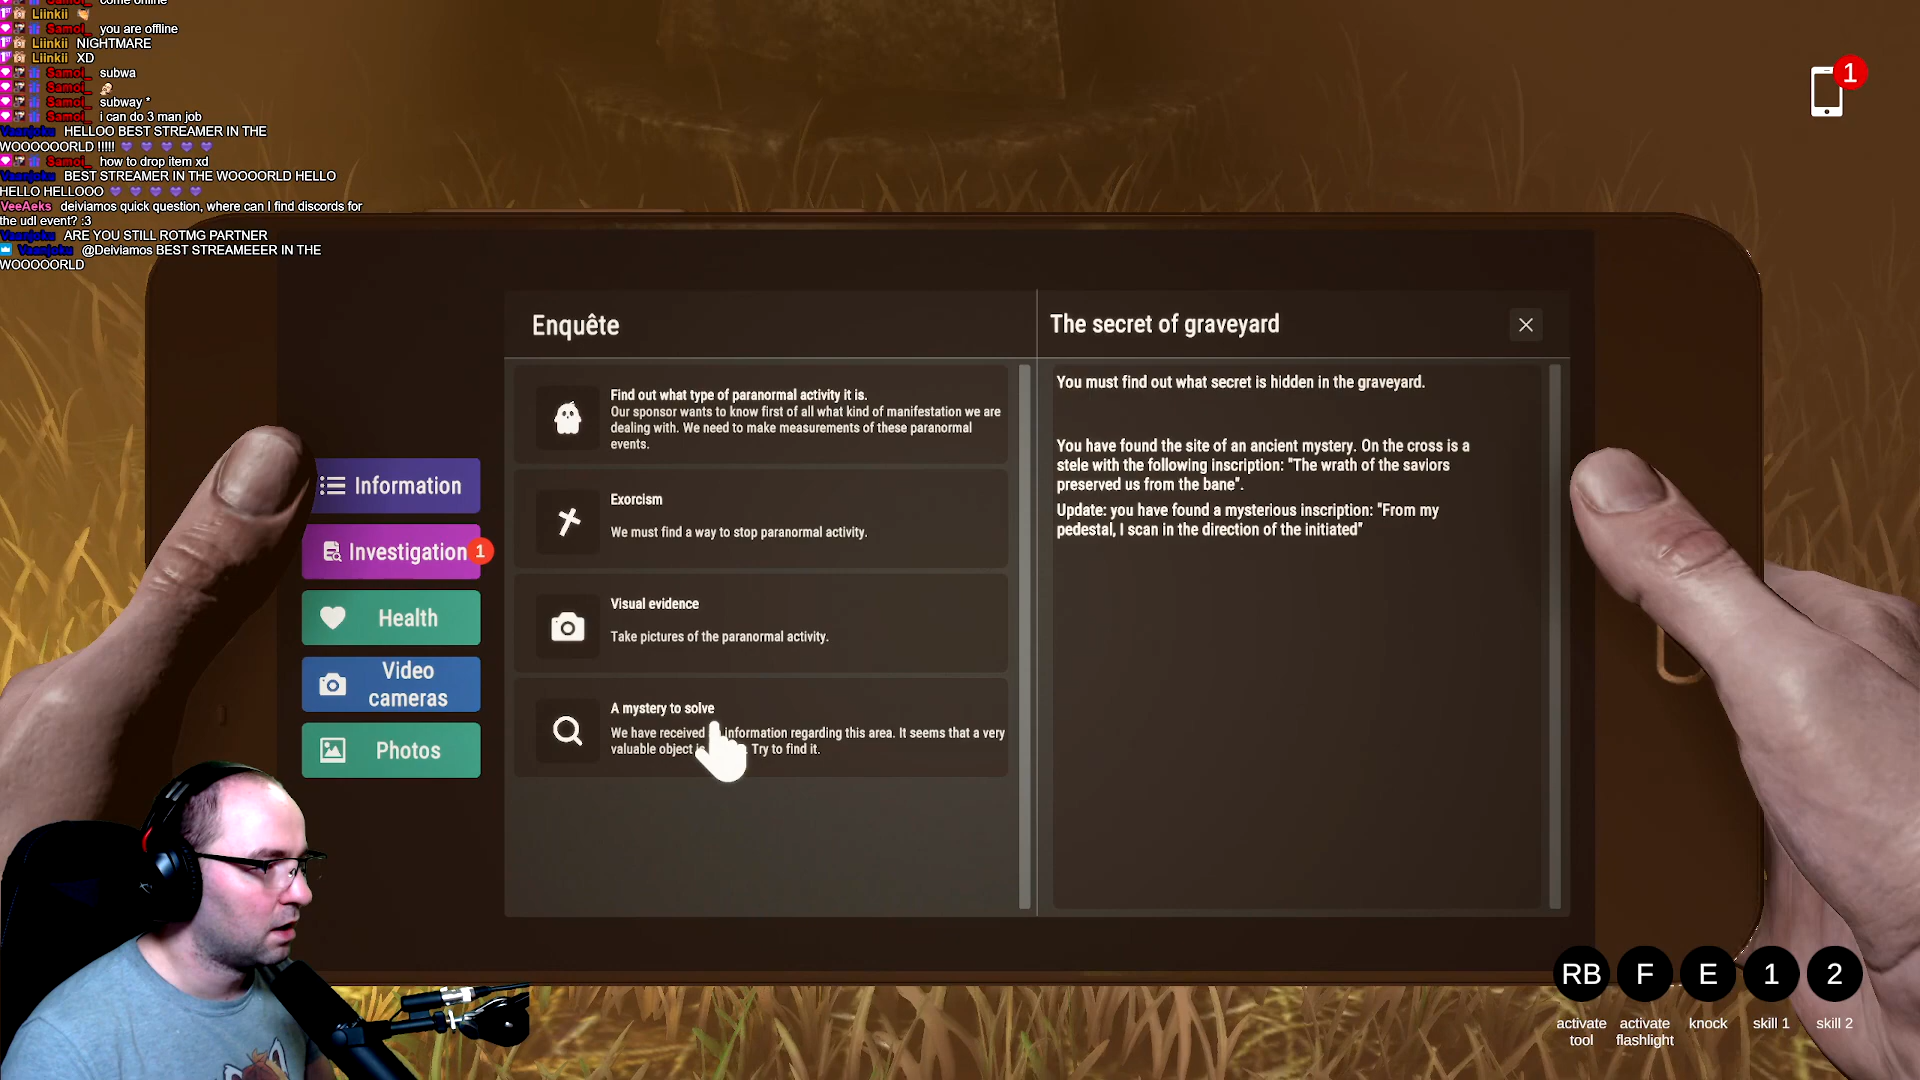 come online
Liinkii
Samoi_ you are offline
Liinkii NIGHTMARE
Liinkii XD
Samoi_ subwa
Samoi_
Samoi_ subway *
Samoi_ i can do 3 man job
Vaanjoku HELLOO BEST STREAMER IN THE
WOOOOOORLD !!!!!
Samoi_ how to drop item xd
Vaanjoku BEST STREAMER IN THE WOOOORLD HELLO
HELLO HELLOOO
VeeAeks deiviamos quick question, where can I find discords for
the udl event? :3
Vaanjoku ARE YOU STILL ROTMG PARTNER
Vaanjoku @Deiviamos BEST STREAMEEER IN THE
WOOOOORLD
1
Enquête
The secret of graveyard
Find out what type of paranormal activity it is.
Our sponsor wants to know first of all what kind of manifestation we are
dealing with. We need to make measurements of these paranormal
events.
Exorcism
We must find a way to stop paranormal activity.
Visual evidence
Take pictures of the paranormal activity.
A mystery to solve
We have received information regarding this area. It seems that a very
valuable object Try to find it.
You must find out what secret is hidden in the graveyard.
You have found the site of an ancient mystery. On the cross is a
stele with the following inscription: "The wrath of the saviors
preserved us from the bane".
Update: you have found a mysterious inscription: "From my
pedestal, I scan in the direction of the initiated"
Information
Investigation 1
Health
Video
cameras
Photos
RB F E 1 2
activate
tool
activate
flashlight
knock
skill 1
skill 2